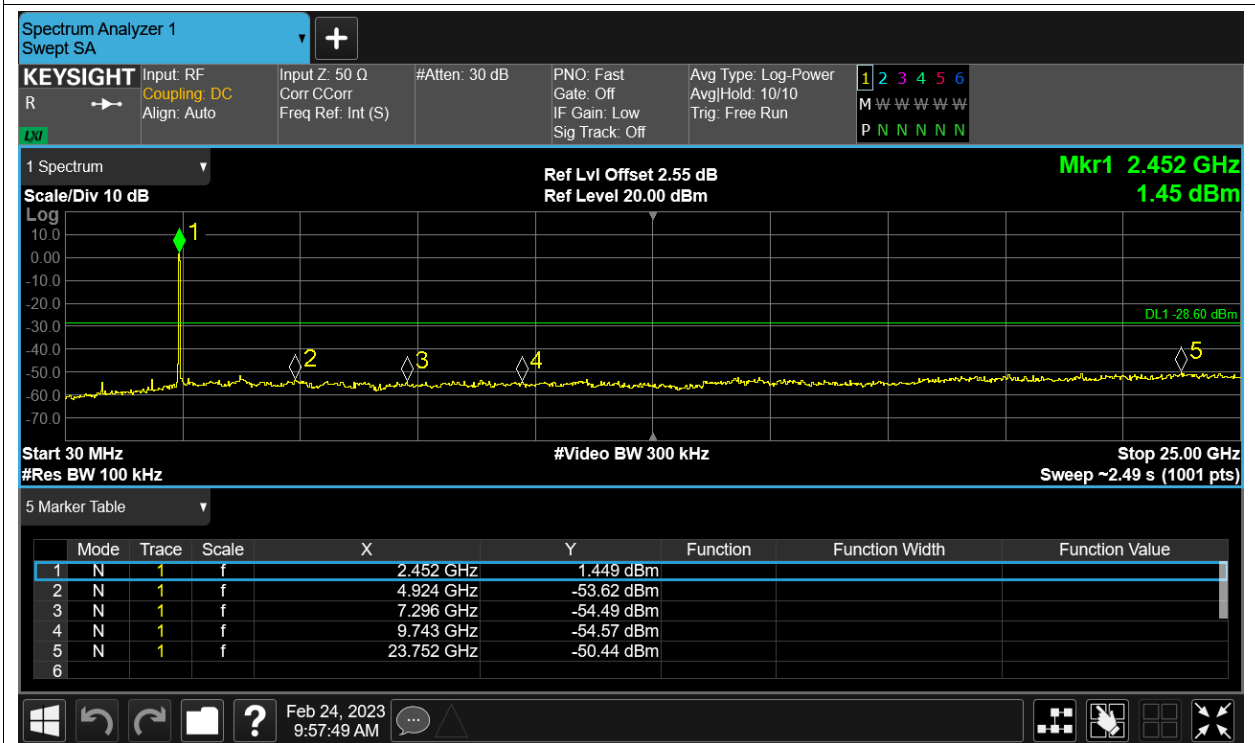 Spectrum Analyzer 1
Swept SA
KEYSIGHT Input: RF Input Z: 50 Ω #Atten: 30 dB PNO: Fast Avg Type: Log-Power 1 2 3 4 5 6
R Coupling: DC Corr CCorr Gate: Off Avg|Hold: 10/10 M W W W W W
Align: Auto Freq Ref: Int (S) IF Gain: Low Trig: Free Run
LXI Sig Track: Off P N N N N N
1 Spectrum Ref Lvl Offset 2.55 dB Mkr1 2.452 GHz
Scale/Div 10 dB Ref Level 20.00 dBm 1.45 dBm
Log
10.0 1
0.00
-10.0
-20.0
DL1 -28.60 dBm
-30.0
-40.0 2 3 4 5
-50.0
-60.0
-70.0
Start 30 MHz #Video BW 300 kHz Stop 25.00 GHz
#Res BW 100 kHz Sweep ~2.49 s (1001 pts)
5 Marker Table
Mode Trace Scale X Y Function Function Width Function Value
1 N 1 f 2.452 GHz 1.449 dBm
2 N 1 f 4.924 GHz -53.62 dBm
3 N 1 f 7.296 GHz -54.49 dBm
4 N 1 f 9.743 GHz -54.57 dBm
5 N 1 f 23.752 GHz -50.44 dBm
6
? Feb 24, 2023
9:57:49 AM